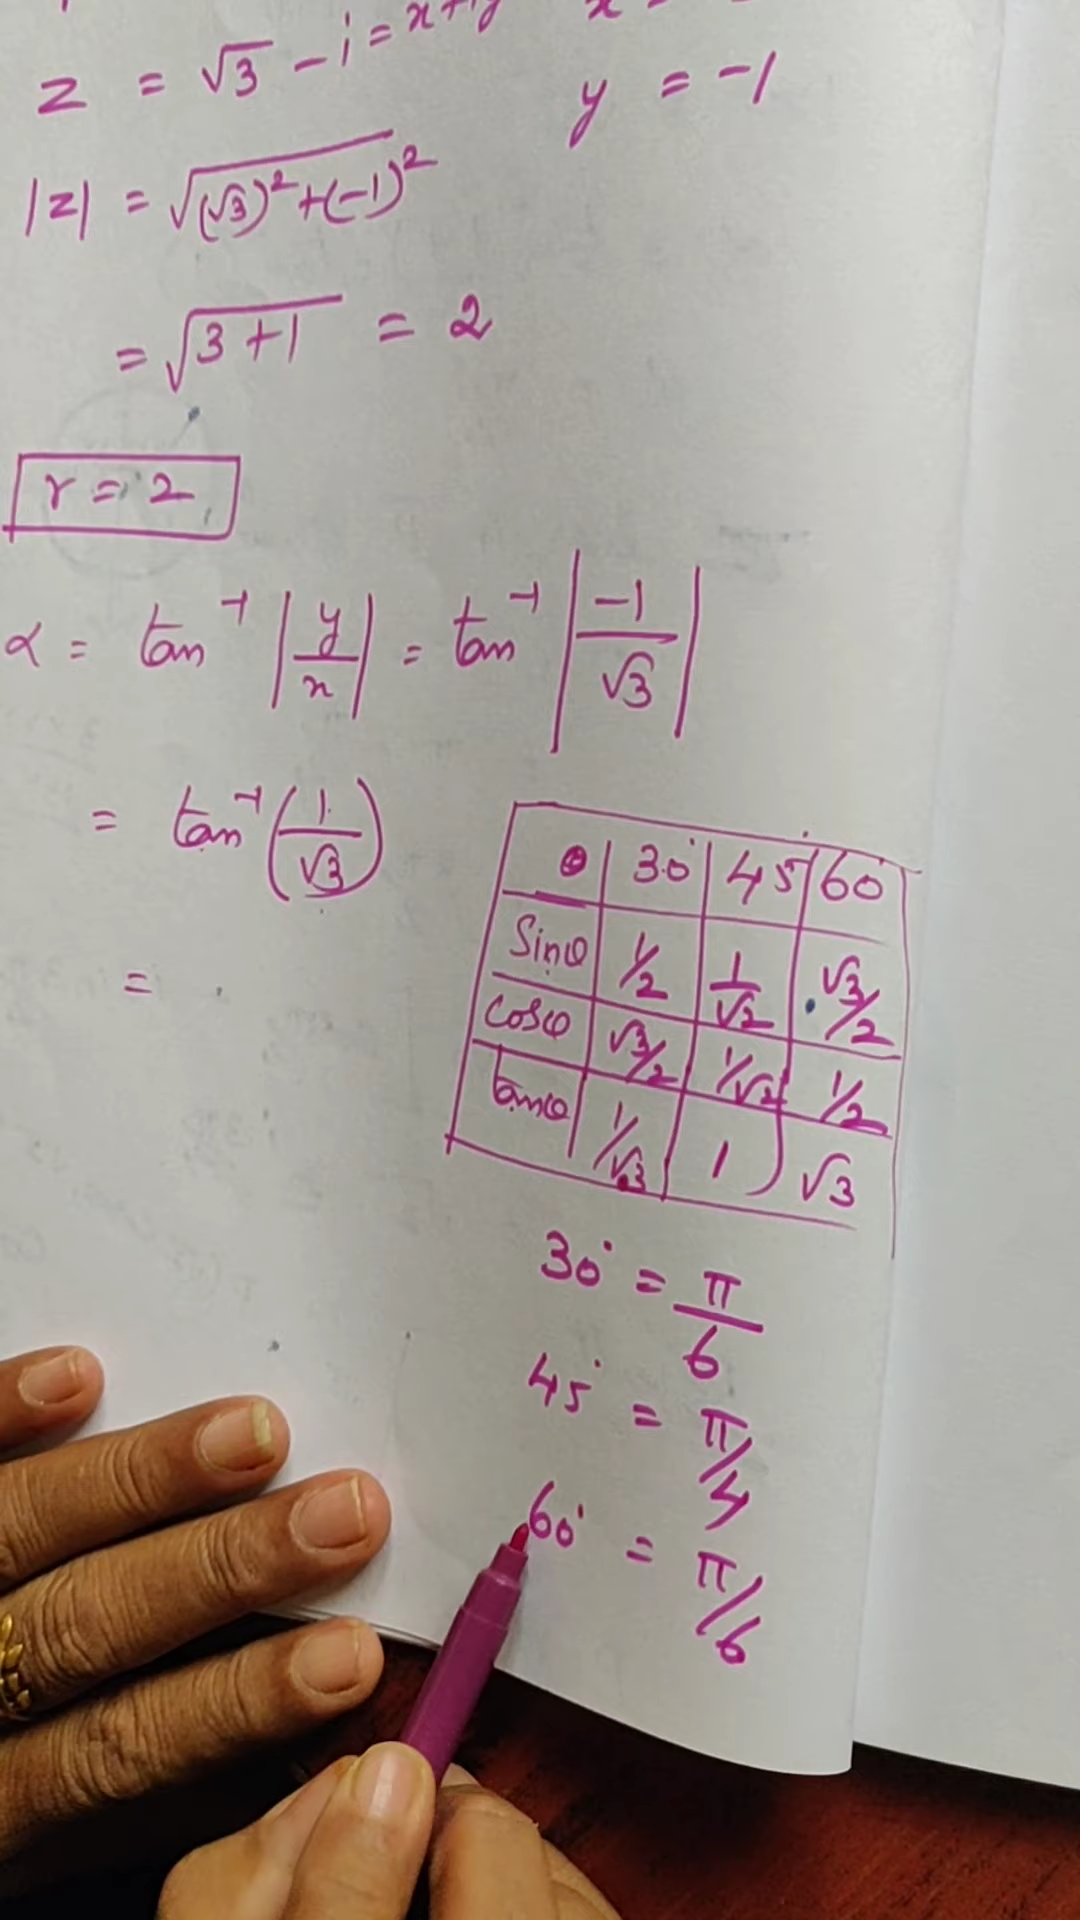 z = √3 - i = x+iy
y = -1
|z| = √(√3)² + (-1)²
= √3+1 = 2
r = 2
α = tan⁻¹ |y/x| = tan⁻¹ |-1/√3|
= tan⁻¹ (1/√3)
=
θ 30° 45 60°
Sinθ 1/2 1/√2 √3/2
cosθ √3/2 1/√2 1/2
tanθ 1/√3 1 √3
30° = π/6
45° = π/4
60° = π/6